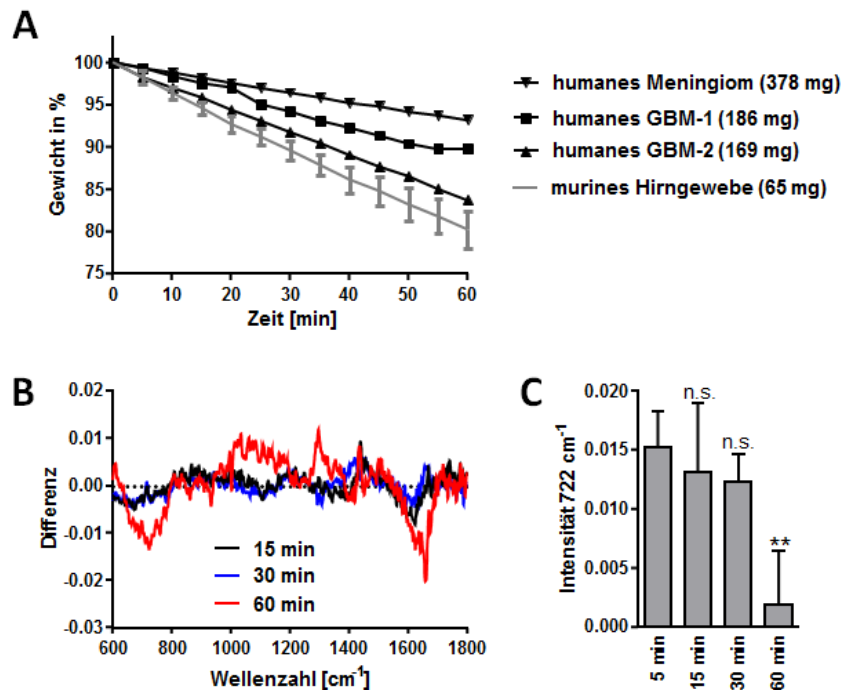 A
Gewicht in %
100
95
90
85
80
75
0 10 20 30 40 50 60
Zeit [min]
humanes Meningiom (378 mg)
humanes GBM-1 (186 mg)
humanes GBM-2 (169 mg)
murines Hirngewebe (65 mg)
B
Differenz
0.02
0.01
0.00
-0.01
-0.02
-0.03
15 min
30 min
60 min
600 800 1000 1200 1400 1600 1800
Wellenzahl [cm⁻¹]
C
Intensität 722 cm⁻¹
0.020
0.015
0.010
0.005
0.000
n.s.
n.s.
**
5 min
15 min
30 min
60 min